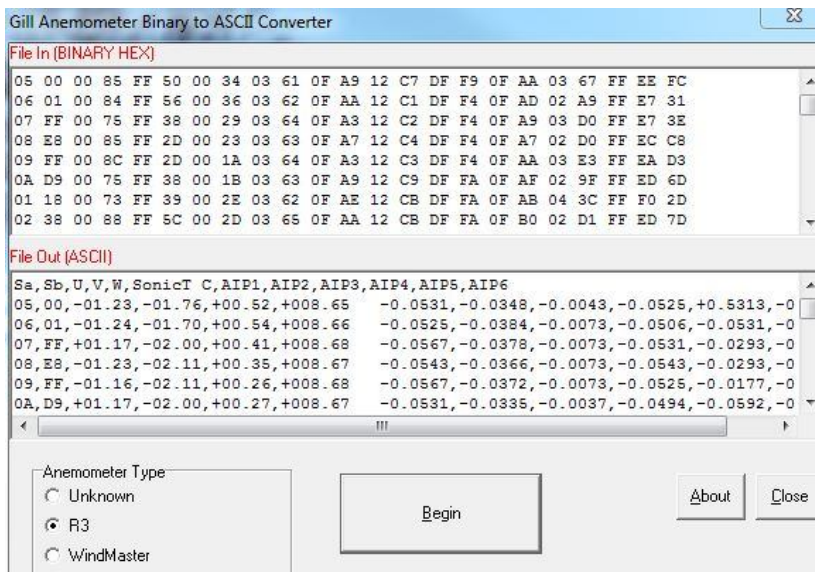 Gill Anemometer Binary to ASCII Converter
File In (BINARY HEX)
05 00 00 85 FF 50 00 34 03 61 0F A9 12 C7 DF F9 0F AA 03 67 FF EE FC
06 01 00 84 FF 56 00 36 03 62 0F AA 12 C1 DF F4 0F AD 02 A9 FF E7 31
07 FF 00 75 FF 38 00 29 03 64 0F A3 12 C2 DF F4 0F A9 03 D0 FF E7 3E
08 E8 00 85 FF 2D 00 23 03 63 0F A7 12 C4 DF F4 0F A7 02 D0 FF EC C8
09 FF 00 8C FF 2D 00 1A 03 64 0F A3 12 C3 DF F4 0F AA 03 E3 FF EA D3
0A D9 00 75 FF 38 00 1B 03 63 0F A9 12 C9 DF FA 0F AF 02 9F FF ED 6D
01 18 00 73 FF 39 00 2E 03 62 0F AE 12 CB DF FA 0F AB 04 3C FF F0 2D
02 38 00 88 FF 5C 00 2D 03 65 0F AA 12 CB DF FA 0F B0 02 D1 FF ED 7D
File Out (ASCII)
Sa,Sb,U,V,W,SonicT C,AIP1,AIP2,AIP3,AIP4,AIP5,AIP6
05,00,-01.23,-01.76,+00.52,+008.65 -0.0531,-0.0348,-0.0043,-0.0525,+0.5313,-0
06,01,-01.24,-01.70,+00.54,+008.66 -0.0525,-0.0384,-0.0073,-0.0506,-0.0531,-0
07,FF,+01.17,-02.00,+00.41,+008.68 -0.0567,-0.0378,-0.0073,-0.0531,-0.0293,-0
08,E8,-01.23,-02.11,+00.35,+008.67 -0.0543,-0.0366,-0.0073,-0.0543,-0.0293,-0
09,FF,-01.16,-02.11,+00.26,+008.68 -0.0567,-0.0372,-0.0073,-0.0525,-0.0177,-0
0A,D9,+01.17,-02.00,+00.27,+008.67 -0.0531,-0.0335,-0.0037,-0.0494,-0.0592,-0
Anemometer Type
Unknown
R3
WindMaster
Begin
About
Close